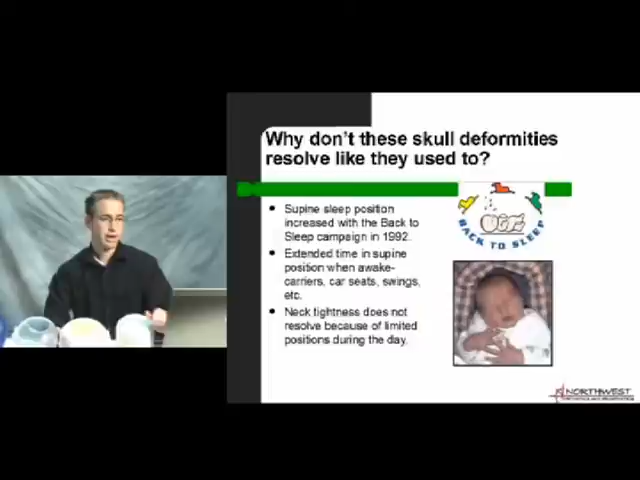 Why don't these skull deformities
resolve like they used to?
Supine sleep position
increased with the Back to
Sleep campaign in 1992.
Extended time in supine
position when awake-
carriers, car seats, swings,
etc.
Neck tightness does not
resolve because of limited
positions during the day.
BACK TO SLEEP
NORTHWEST